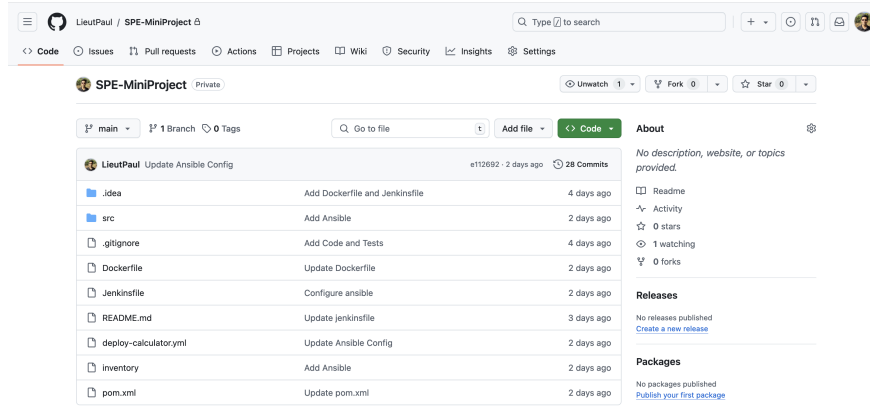 LieutPaul / SPE-MiniProject
Type / to search
Code Issues Pull requests Actions Projects Wiki Security Insights Settings
SPE-MiniProject Private
Unwatch 1 Fork 0 Star 0
main 1 Branch 0 Tags Go to file t Add file Code
LieutPaul Update Ansible Config e112692 · 2 days ago 28 Commits
.idea Add Dockerfile and Jenkinsfile 4 days ago
src Add Ansible 2 days ago
.gitignore Add Code and Tests 4 days ago
Dockerfile Update Dockerfile 2 days ago
Jenkinsfile Configure ansible 2 days ago
README.md Update jenkinsfile 3 days ago
deploy-calculator.yml Update Ansible Config 2 days ago
inventory Add Ansible 2 days ago
pom.xml Update pom.xml 2 days ago
About
No description, website, or topics
provided.
Readme
Activity
0 stars
1 watching
0 forks
Releases
No releases published
Create a new release
Packages
No packages published
Publish your first package